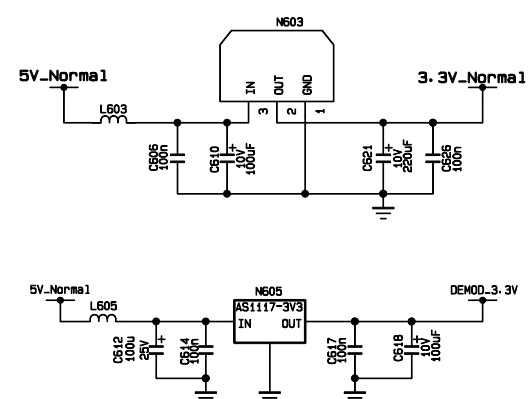 N603
5V_Normal
3.3V_Normal
IN
OUT
GND
L603
3
2
1
C606
100n
C610
10V
100uF
C621
10V
220uF
C626
100n
5V_Normal
N605
DEMOD_3.3V
L605
AS1117-3V3
IN
OUT
C612
100u
25V
C614
100n
C617
100n
C618
10V
100uF